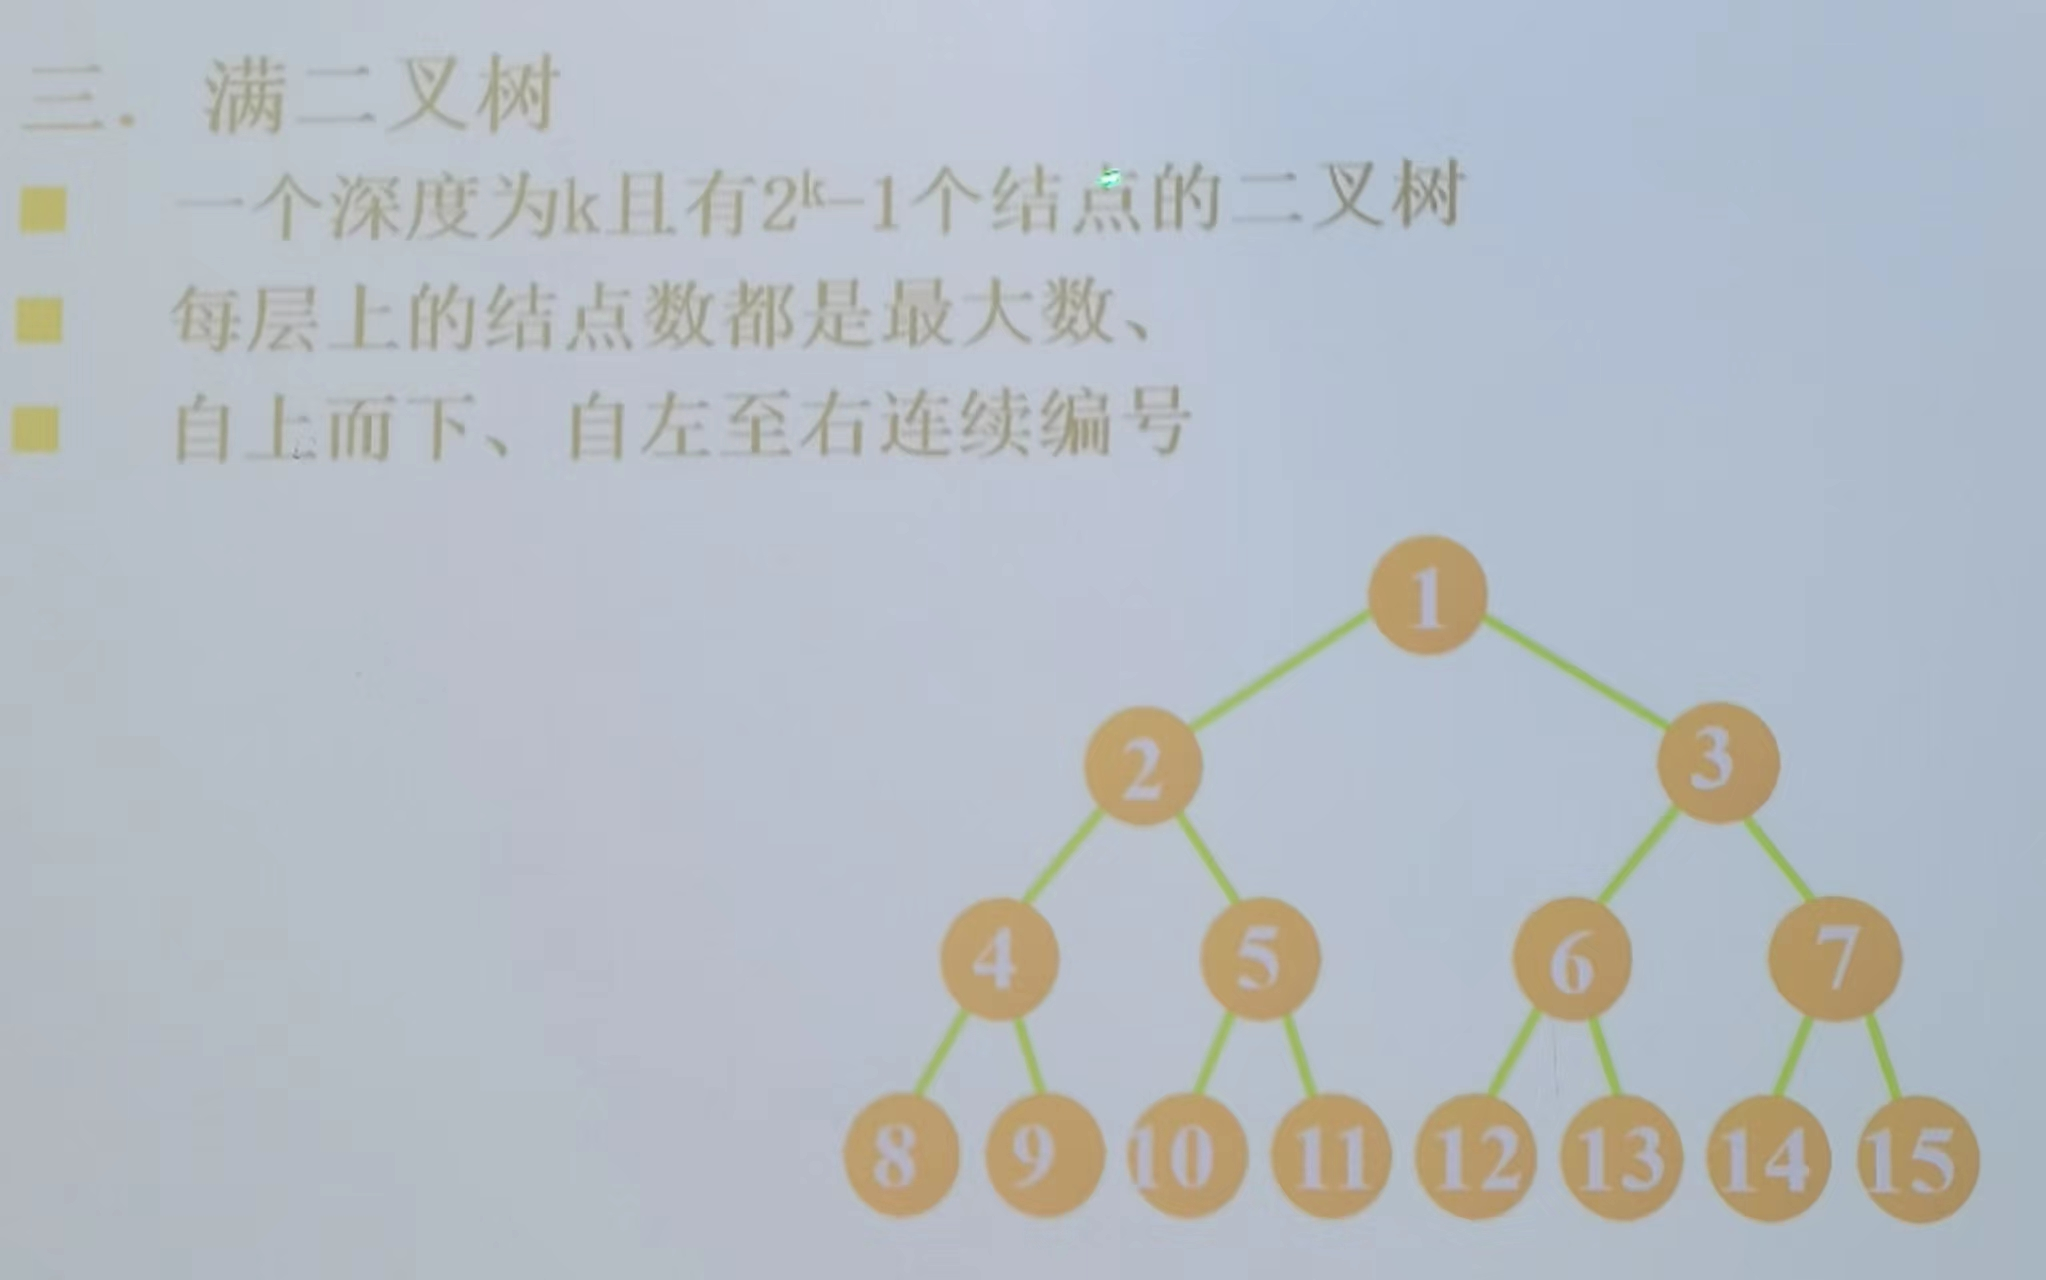 三. 满二叉树
一个深度为k且有2ᵏ-1个结点的二叉树
每层上的结点数都是最大数、
自上而下、自左至右连续编号
1
2 3
4 5 6 7
8 9 10 11 12 13 14 15